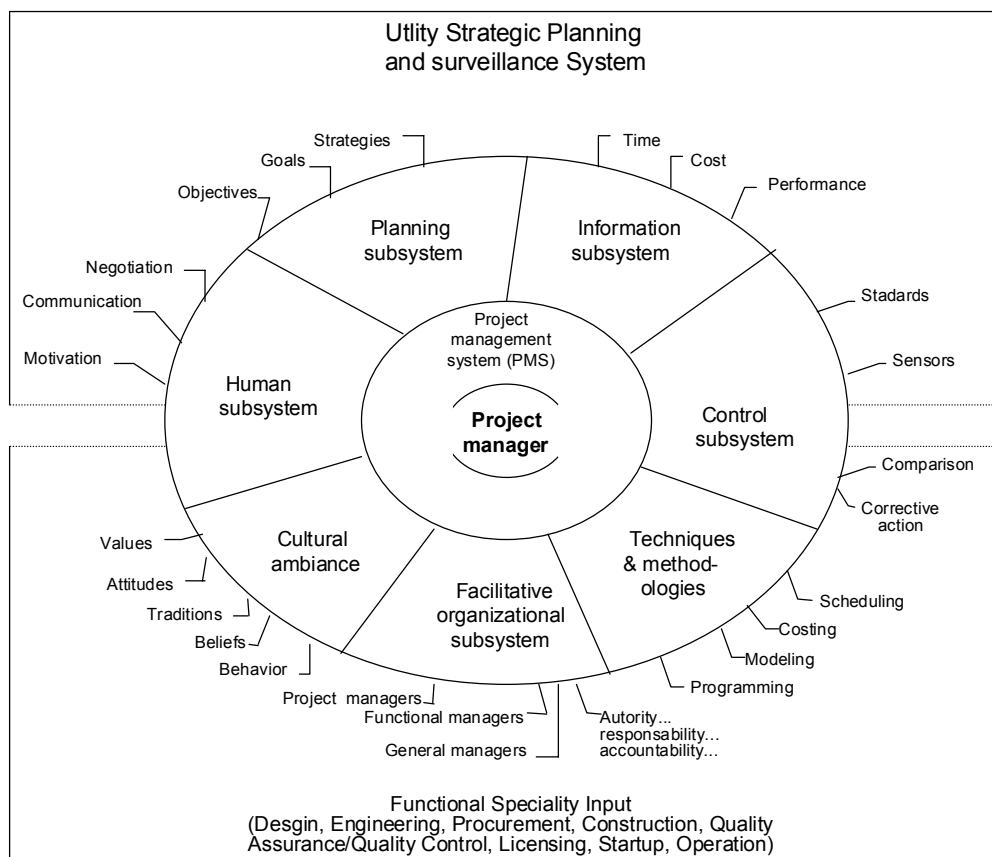 Utlity Strategic Planning
and surveillance System
Strategies
Goals
Objectives
Time
Cost
Performance
Planning
subsystem
Information
subsystem
Negotiation
Communication
Motivation
Stadards
Sensors
Project
management
system (PMS)
Human
subsystem
Project
manager
Control
subsystem
Comparison
Corrective
action
Values
Attitudes
Traditions
Beliefs
Behavior
Cultural
ambiance
Facilitative
organizational
subsystem
Techniques
& method-
ologies
Scheduling
Costing
Modeling
Programming
Project managers
Functional managers
General managers
Autority...
responsability...
accountability...
Functional Speciality Input
(Desgin, Engineering, Procurement, Construction, Quality
Assurance/Quality Control, Licensing, Startup, Operation)